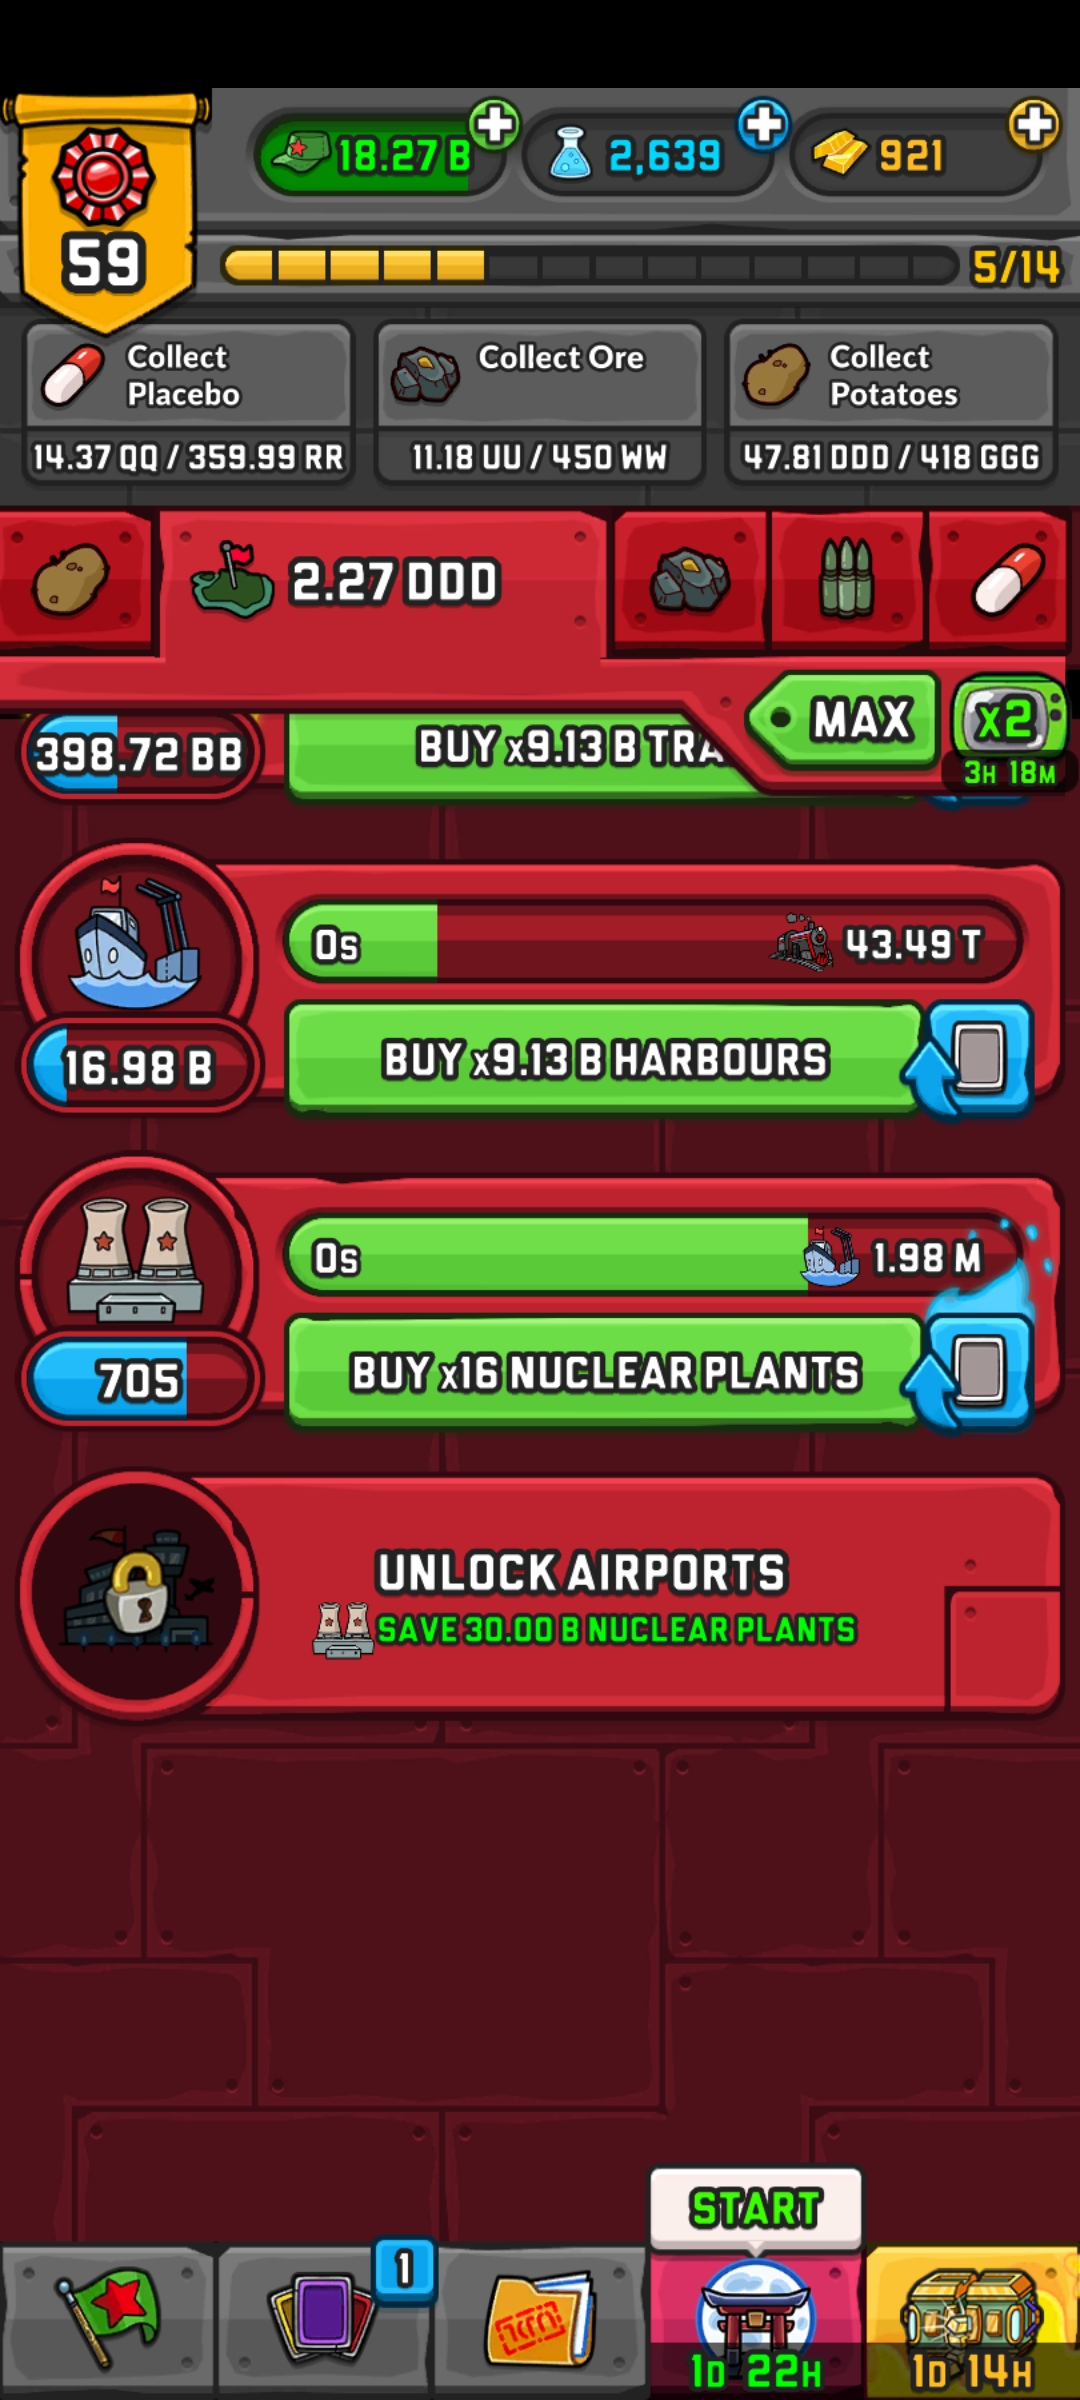 18.27 B
2,639
921
59
5/14
Collect
Placebo
14.37 QQ / 359.99 RR
Collect Ore
11.18 UU / 450 WW
Collect
Potatoes
47.81 DDD / 418 GGG
2.27 DDD
MAX
x2
3H 18M
398.72 BB
BUY x9.13 B TRA
0s
43.49 T
16.98 B
BUY x9.13 B HARBOURS
0s
1.98 M
705
BUY x16 NUCLEAR PLANTS
UNLOCK AIRPORTS
SAVE 30.00 B NUCLEAR PLANTS
START
1
1D 22H
1D 14H